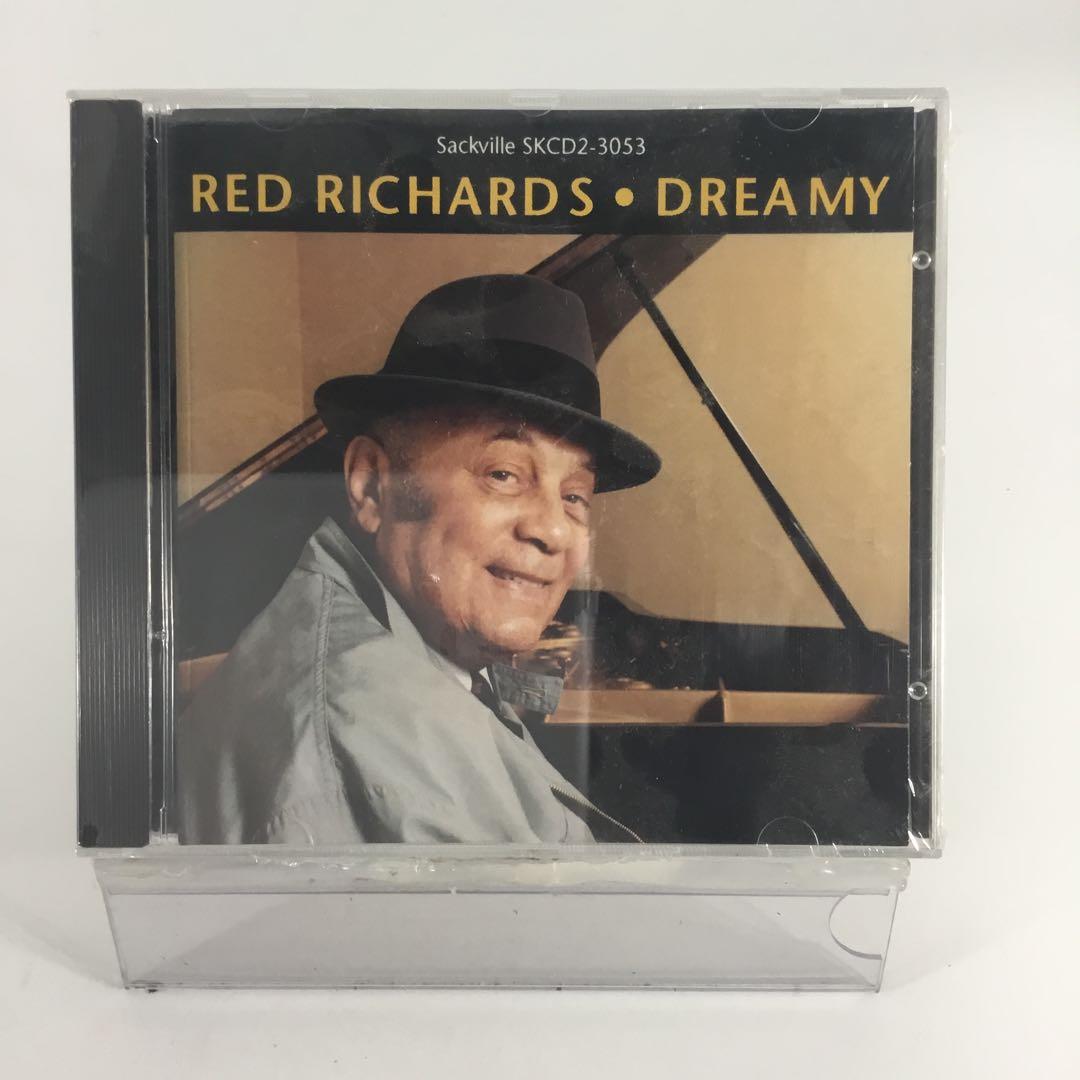 Sackville SKCD2-3053
RED RICHARDS • DREAMY